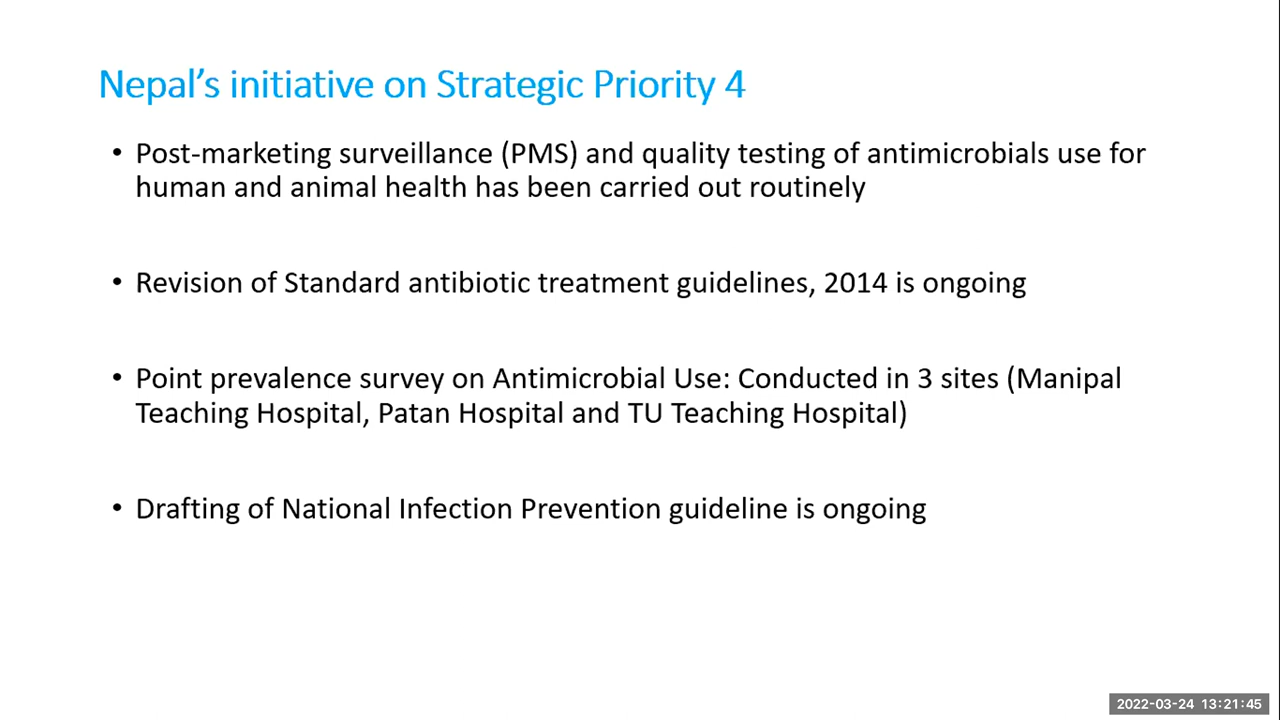 Nepal’s initiative on Strategic Priority 4
• Post-marketing surveillance (PMS) and quality testing of antimicrobials use for
human and animal health has been carried out routinely
• Revision of Standard antibiotic treatment guidelines, 2014 is ongoing
• Point prevalence survey on Antimicrobial Use: Conducted in 3 sites (Manipal
Teaching Hospital, Patan Hospital and TU Teaching Hospital)
• Drafting of National Infection Prevention guideline is ongoing
2022-03-24 13:21:45